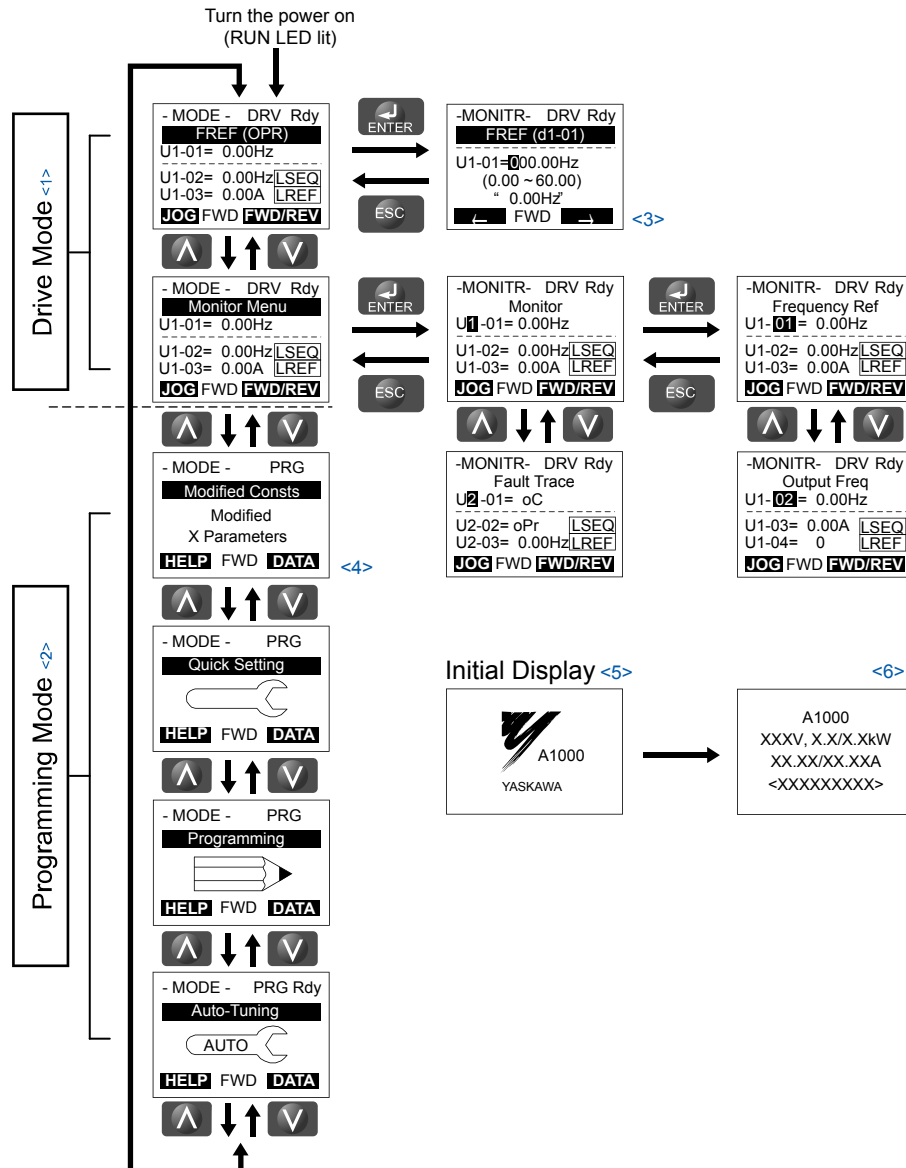 Turn the power on
(RUN LED lit)
Drive Mode <1>
- MODE - DRV Rdy
FREF (OPR)
U1-01= 0.00Hz
U1-02= 0.00Hz LSEQ
U1-03= 0.00A LREF
JOG FWD FWD/REV
ENTER
ESC
-MONITR- DRV Rdy
FREF (d1-01)
U1-01=000.00Hz
(0.00 ~ 60.00)
“ 0.00Hz”
← FWD →
<3>
- MODE - DRV Rdy
Monitor Menu
U1-01= 0.00Hz
U1-02= 0.00Hz LSEQ
U1-03= 0.00A LREF
JOG FWD FWD/REV
ENTER
ESC
-MONITR- DRV Rdy
Monitor
U1 -01= 0.00Hz
U1-02= 0.00Hz LSEQ
U1-03= 0.00A LREF
JOG FWD FWD/REV
ENTER
ESC
-MONITR- DRV Rdy
Frequency Ref
U1- 01 = 0.00Hz
U1-02= 0.00Hz LSEQ
U1-03= 0.00A LREF
JOG FWD FWD/REV
-MONITR- DRV Rdy
Fault Trace
U2 -01= oC
U2-02= oPr LSEQ
U2-03= 0.00Hz LREF
JOG FWD FWD/REV
-MONITR- DRV Rdy
Output Freq
U1- 02 = 0.00Hz
U1-03= 0.00A LSEQ
U1-04= 0 LREF
JOG FWD FWD/REV
Programming Mode <2>
- MODE - PRG
Modified Consts
Modified
X Parameters
HELP FWD DATA
<4>
- MODE - PRG
Quick Setting
HELP FWD DATA
- MODE - PRG
Programming
HELP FWD DATA
- MODE - PRG Rdy
Auto-Tuning
AUTO
HELP FWD DATA
Initial Display <5>
A1000
YASKAWA
<6>
A1000
XXXV, X.X/X.XkW
XX.XX/XX.XXA
<XXXXXXXXX>